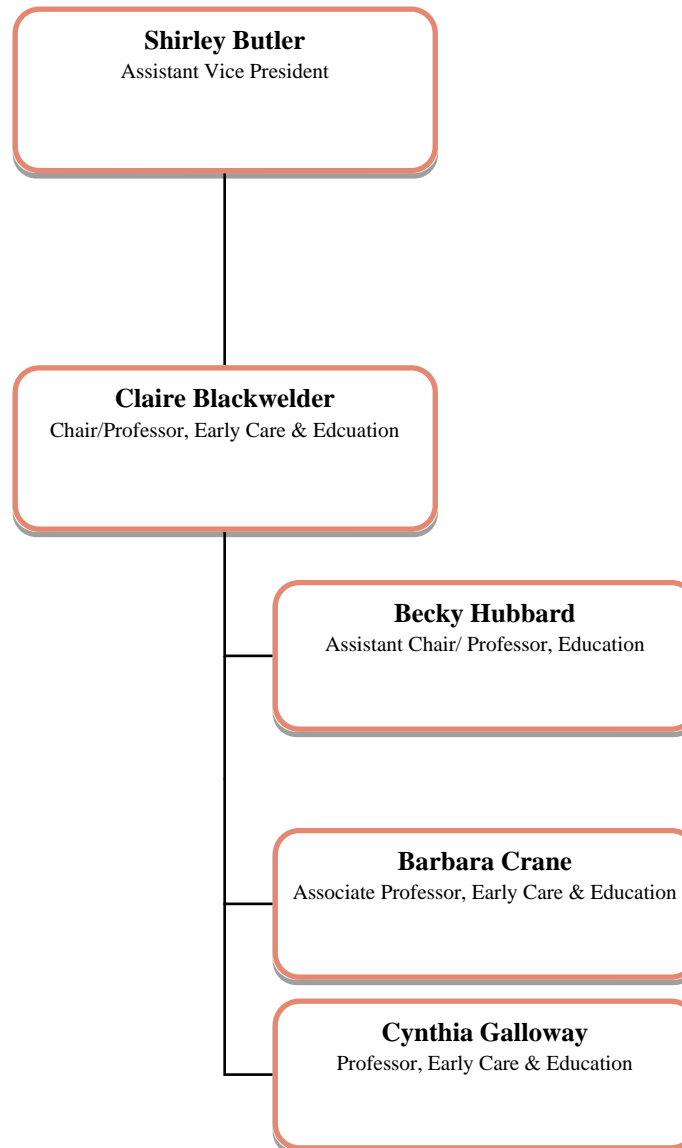 Shirley Butler
Assistant Vice President
Claire Blackwelder
Chair/Professor, Early Care & Edcuation
Becky Hubbard
Assistant Chair/ Professor, Education
Barbara Crane
Associate Professor, Early Care & Education
Cynthia Galloway
Professor, Early Care & Education